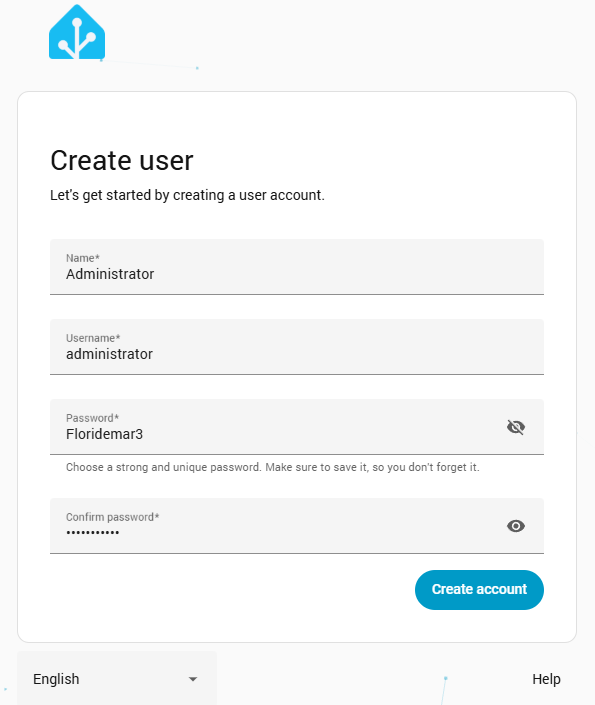 Create user
Let's get started by creating a user account.
Name*
Administrator
Username*
administrator
Password*
Floridemar3
Choose a strong and unique password. Make sure to save it, so you don't forget it.
Confirm password*
•••••••••••
Create account
English
Help